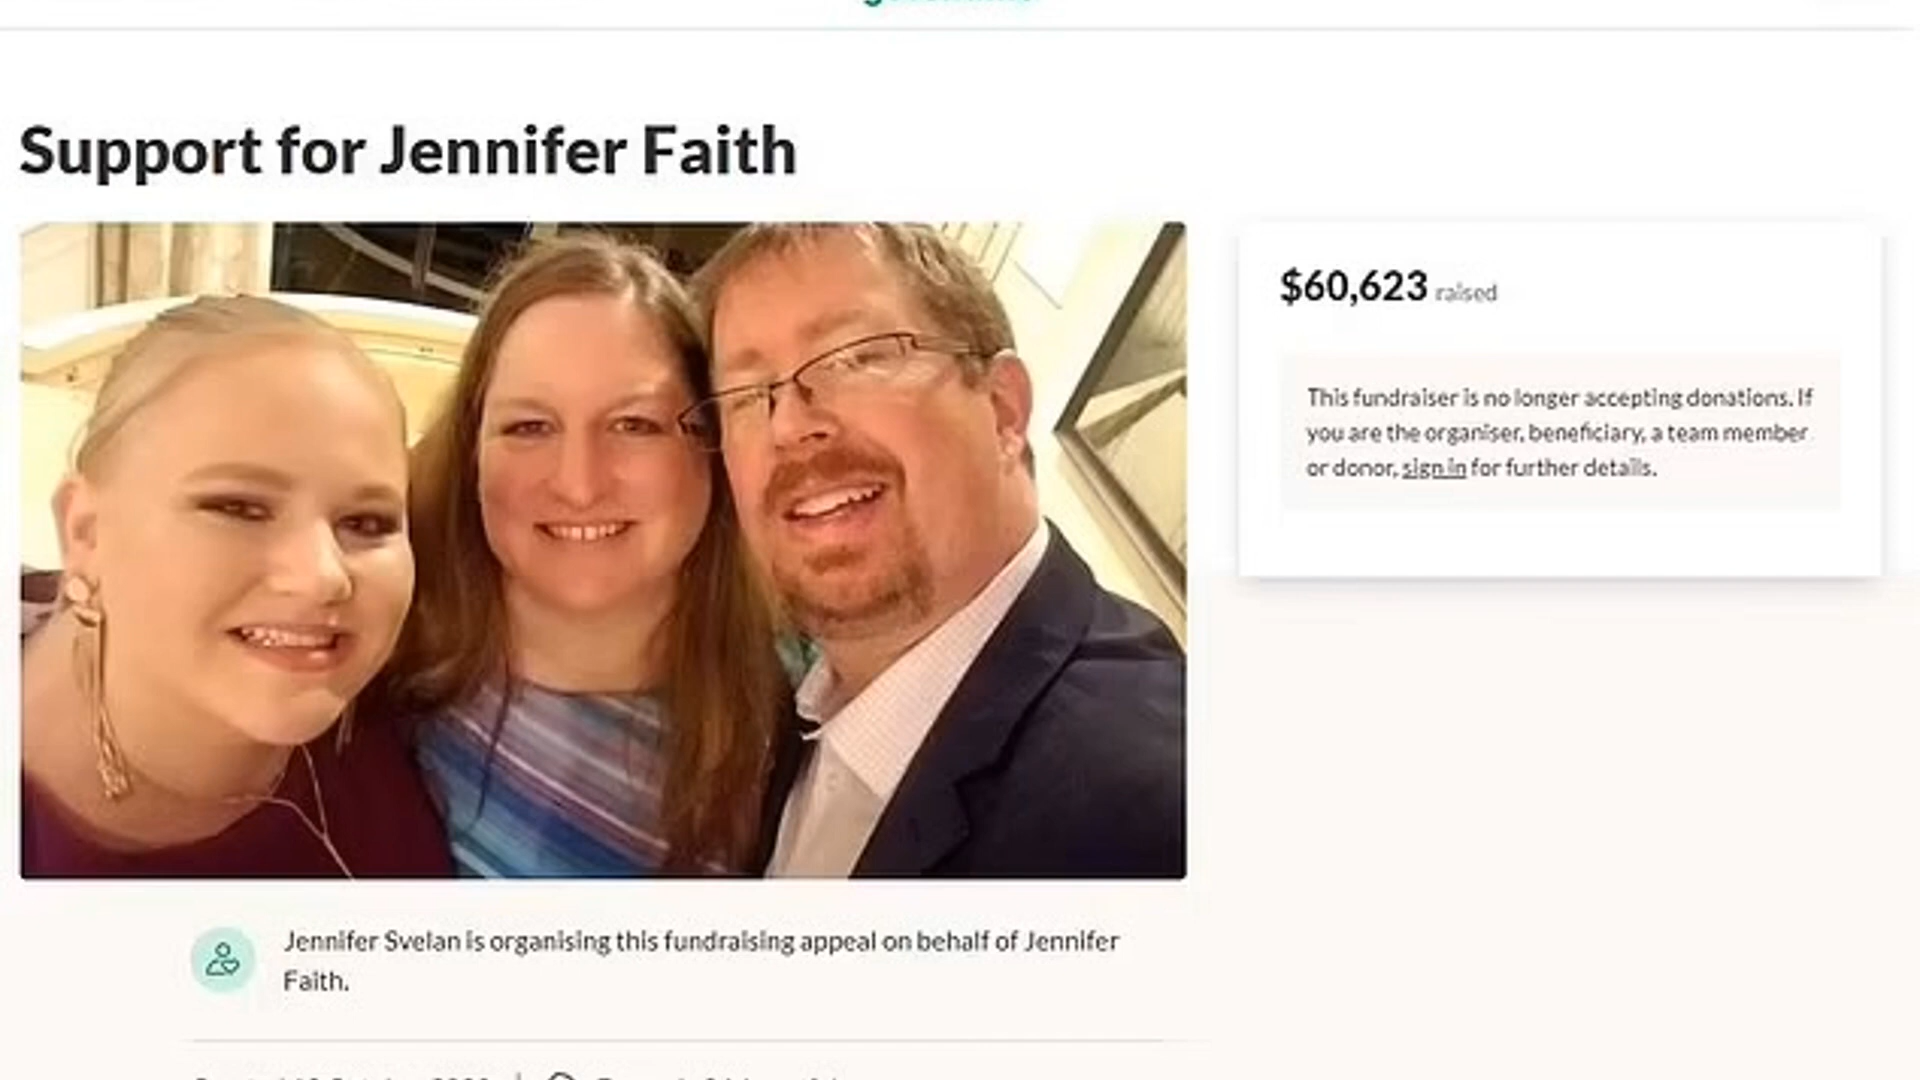 Support for Jennifer Faith
$60,623 raised
This fundraiser is no longer accepting donations. If
you are the organiser, beneficiary, a team member
or donor, sign in for further details.
Jennifer Svelan is organising this fundraising appeal on behalf of Jennifer
Faith.